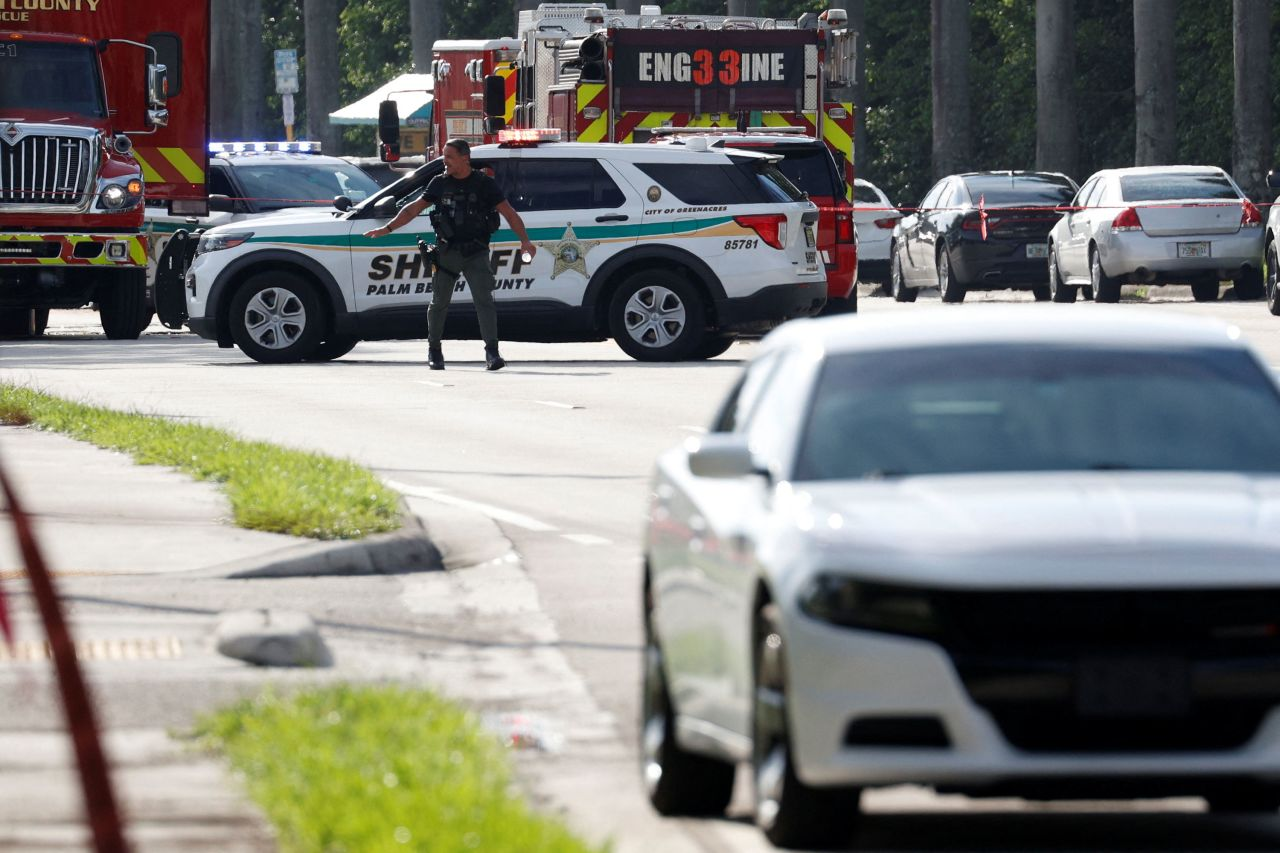 COUNTY
CUE
ENG33INE
CITY OF GREENACRES
85781
SHERIFF
PALM BEACH COUNTY